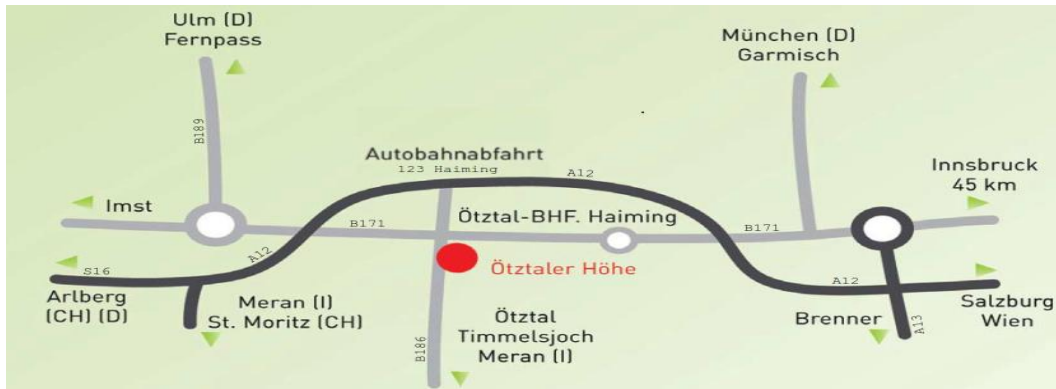 Ulm (D)
Fernpass
München (D)
Garmisch
B189
Autobahnabfahrt
123 Haiming
A12
Innsbruck
45 km
Imst
B171
Ötztal-BHF. Haiming
B171
S16
A12
Ötztaler Höhe
A12
Arlberg
(CH) (D)
Meran (I)
St. Moritz (CH)
Ötztal
Timmelsjoch
Meran (I)
B186
Brenner
A13
Salzburg
Wien